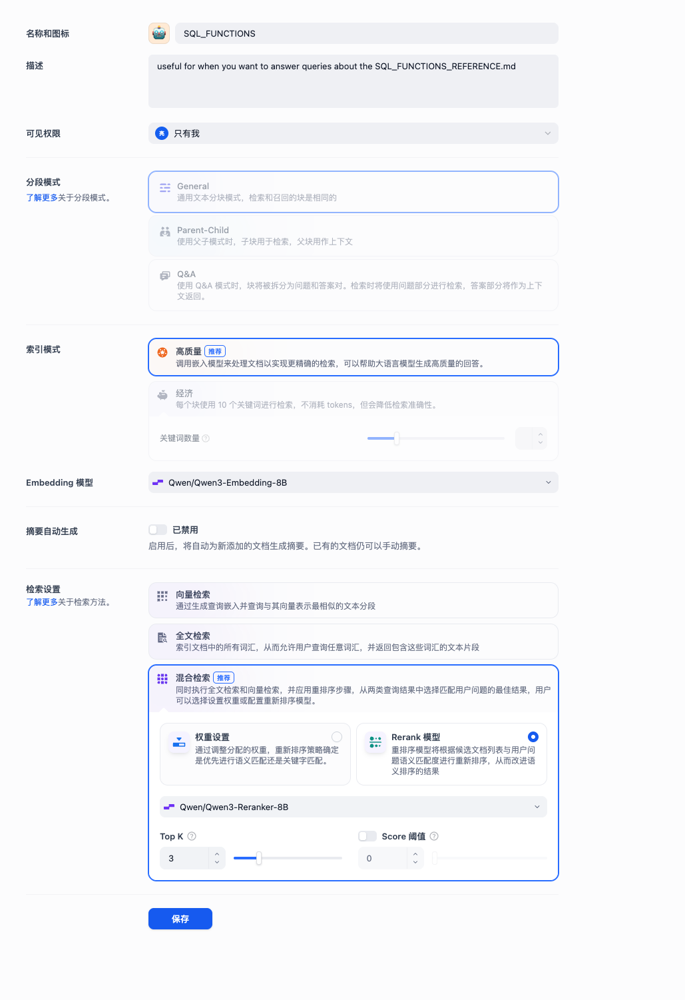 名称和图标
SQL_FUNCTIONS
描述
useful for when you want to answer queries about the SQL_FUNCTIONS_REFERENCE.md
可见权限
亮 只有我
分段模式
了解更多关于分段模式。
General
通用文本分块模式，检索和召回的块是相同的
Parent-Child
使用父子模式时，子块用于检索，父块用作上下文
Q&A
使用 Q&A 模式时，块将被拆分为问题和答案对。检索时将使用问题部分进行检索，答案部分将作为上下
文返回。
索引模式
高质量 推荐
调用嵌入模型来处理文档以实现更精确的检索，可以帮助大语言模型生成高质量的回答。
经济
每个块使用 10 个关键词进行检索，不消耗 tokens，但会降低检索准确性。
关键词数量
Embedding 模型
Qwen/Qwen3-Embedding-8B
摘要自动生成
已禁用
启用后，将自动为新添加的文档生成摘要。已有的文档仍可以手动摘要。
检索设置
了解更多关于检索方法。
向量检索
通过生成查询嵌入并查询与其向量表示最相似的文本分段
全文检索
索引文档中的所有词汇，从而允许用户查询任意词汇，并返回包含这些词汇的文本片段
混合检索 推荐
同时执行全文检索和向量检索，并应用重排序步骤，从两类查询结果中选择匹配用户问题的最佳结果，用户
可以选择设置权重或配置重新排序模型。
权重设置
通过调整分配的权重，重新排序策略确定
是优先进行语义匹配还是关键字匹配。
Rerank 模型
重排序模型将根据候选文档列表与用户问
题语义匹配度进行重新排序，从而改进语
义排序的结果
Qwen/Qwen3-Reranker-8B
Top K
3
Score 阈值
0
保存